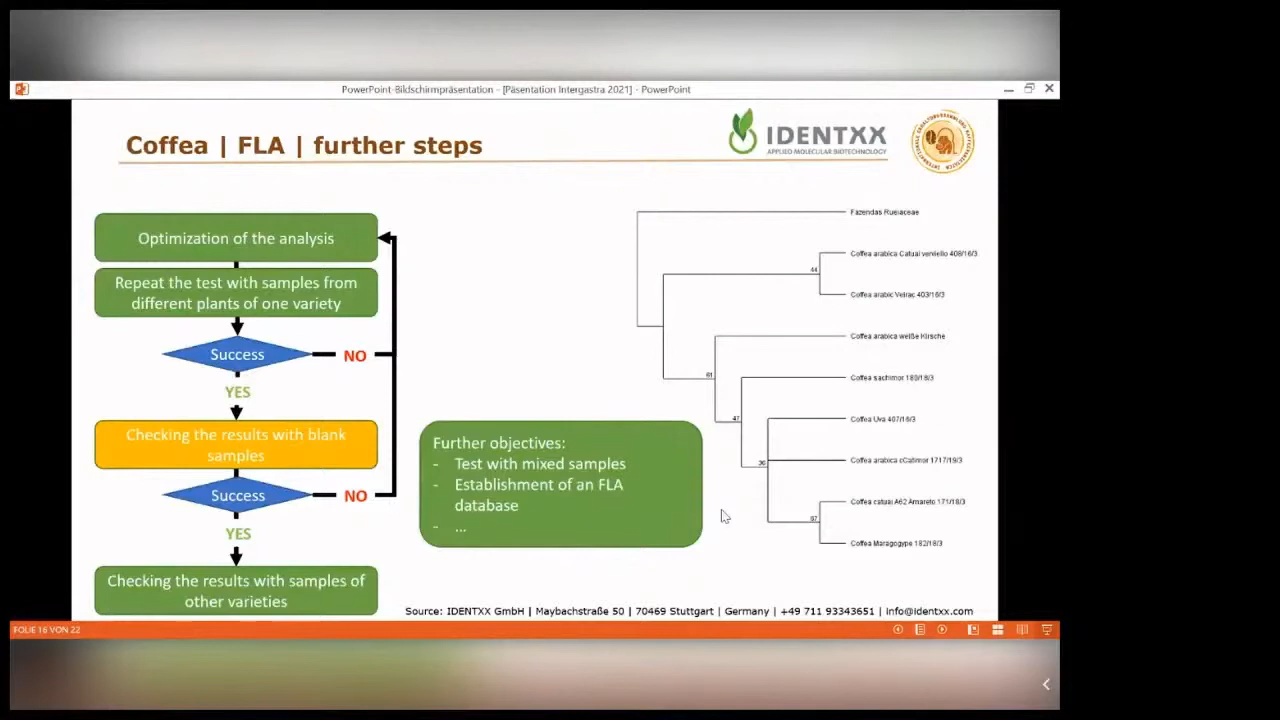 PowerPoint-Bildschirmpräsentation - [Päsentation Intergastra 2021] - PowerPoint
Coffea | FLA | further steps
IDENTXX
APPLIED MOLECULAR BIOTECHNOLOGY
Optimization of the analysis
Repeat the test with samples from
different plants of one variety
Success
NO
YES
Checking the results with blank
samples
Success
NO
YES
Checking the results with samples of
other varieties
Further objectives:
- Test with mixed samples
- Establishment of an FLA
database
- ...
Fazendas
Coffea arabica Catuai 408/16/3
44
Coffea arabic 403/16/3
Coffea arabica weiße Kirsche
61
Coffea sachimor 180/18/3
47
Coffea Uva 407/16/3
Coffea arabica cCatimor 1717/19/3
Coffea catuai A62 Amareto 171/18/3
67
Coffea Maragogype 182/18/3
Source: IDENTXX GmbH | Maybachstraße 50 | 70469 Stuttgart | Germany | +49 711 93343651 | info@identxx.com
FOLIE 16 VON 22